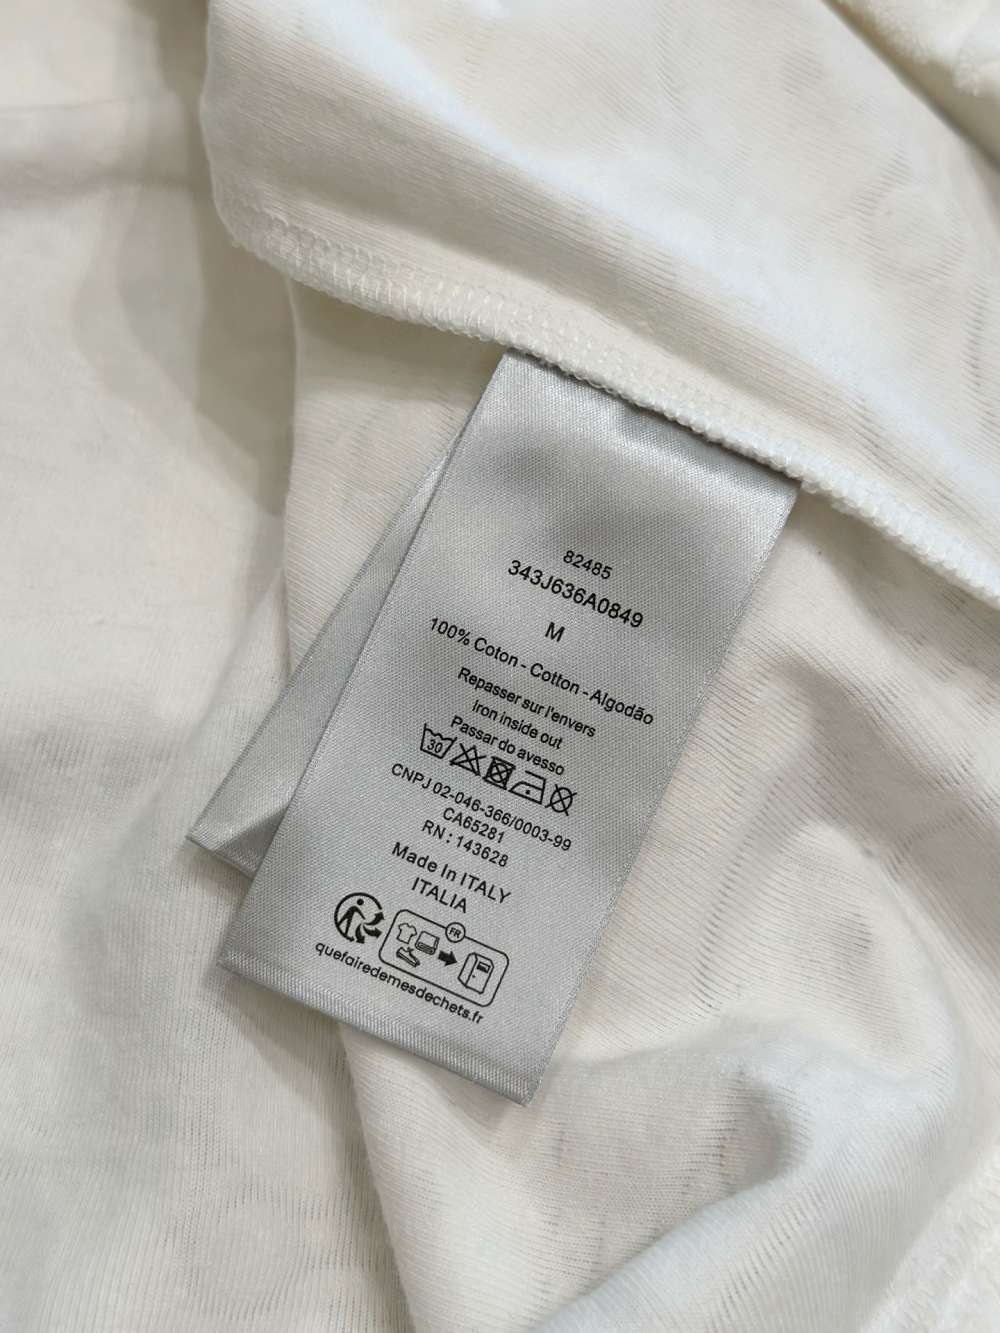 82485
343J636A0849
M
100% Coton - Cotton - Algodão
Repasser sur l'envers
Iron inside out
Passar do avesso
30
CNPJ 02-046-366/0003-99
CA65281
RN : 143628
Made In ITALY
ITALIA
FR
quefairedemesdechets.fr